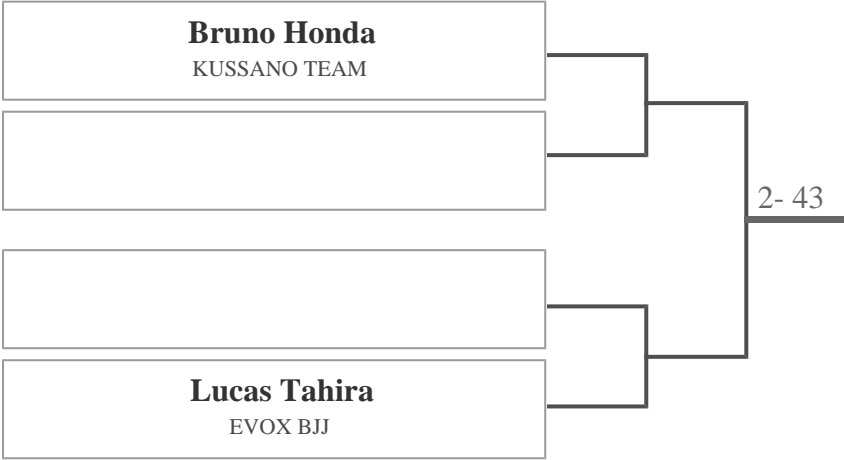 Bruno Honda
KUSSANO TEAM
2- 43
Lucas Tahira
EVOX BJJ